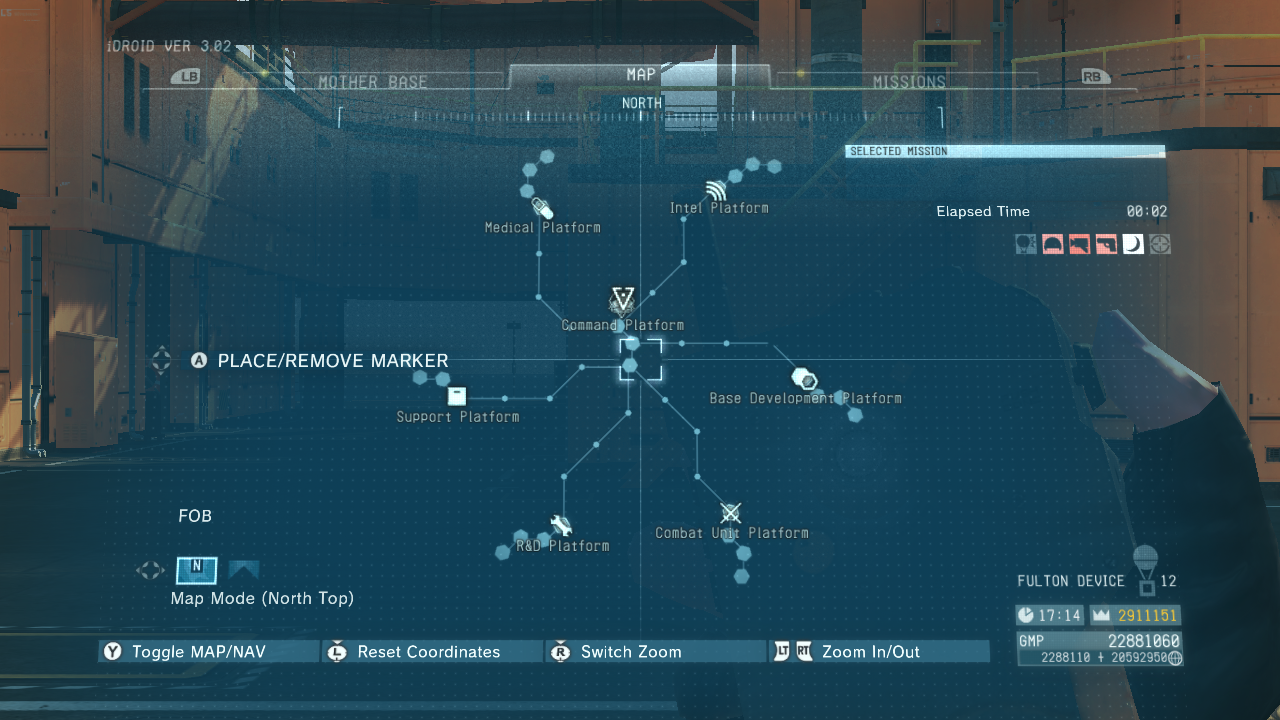 iDROID VER 3.02
LB
MOTHER BASE
MAP
MISSIONS
RB
NORTH
SELECTED MISSION
Elapsed Time 00:02
Medical Platform
Intel Platform
Command Platform
A PLACE/REMOVE MARKER
Base Development Platform
Support Platform
FOB
Combat Unit Platform
R&D Platform
N
Map Mode (North Top)
FULTON DEVICE 12
17:14 2911151
GMP 22881060
2288110 + 20592950
Y Toggle MAP/NAV
L Reset Coordinates
R Switch Zoom
LT RT Zoom In/Out